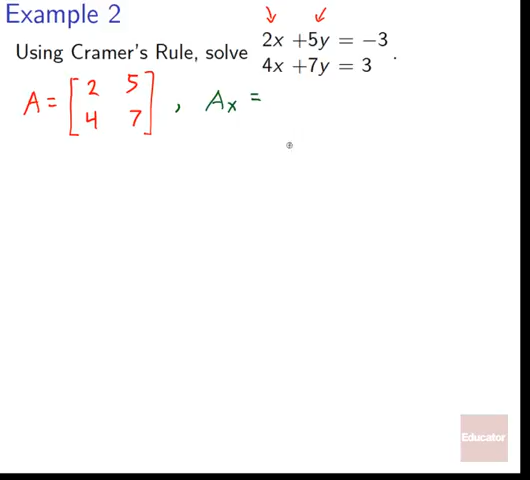 Example 2
Using Cramer's Rule, solve 2x +5y = −3
4x +7y = 3 .
A = [ 2 5
4 7 ] , Ax =
Educator